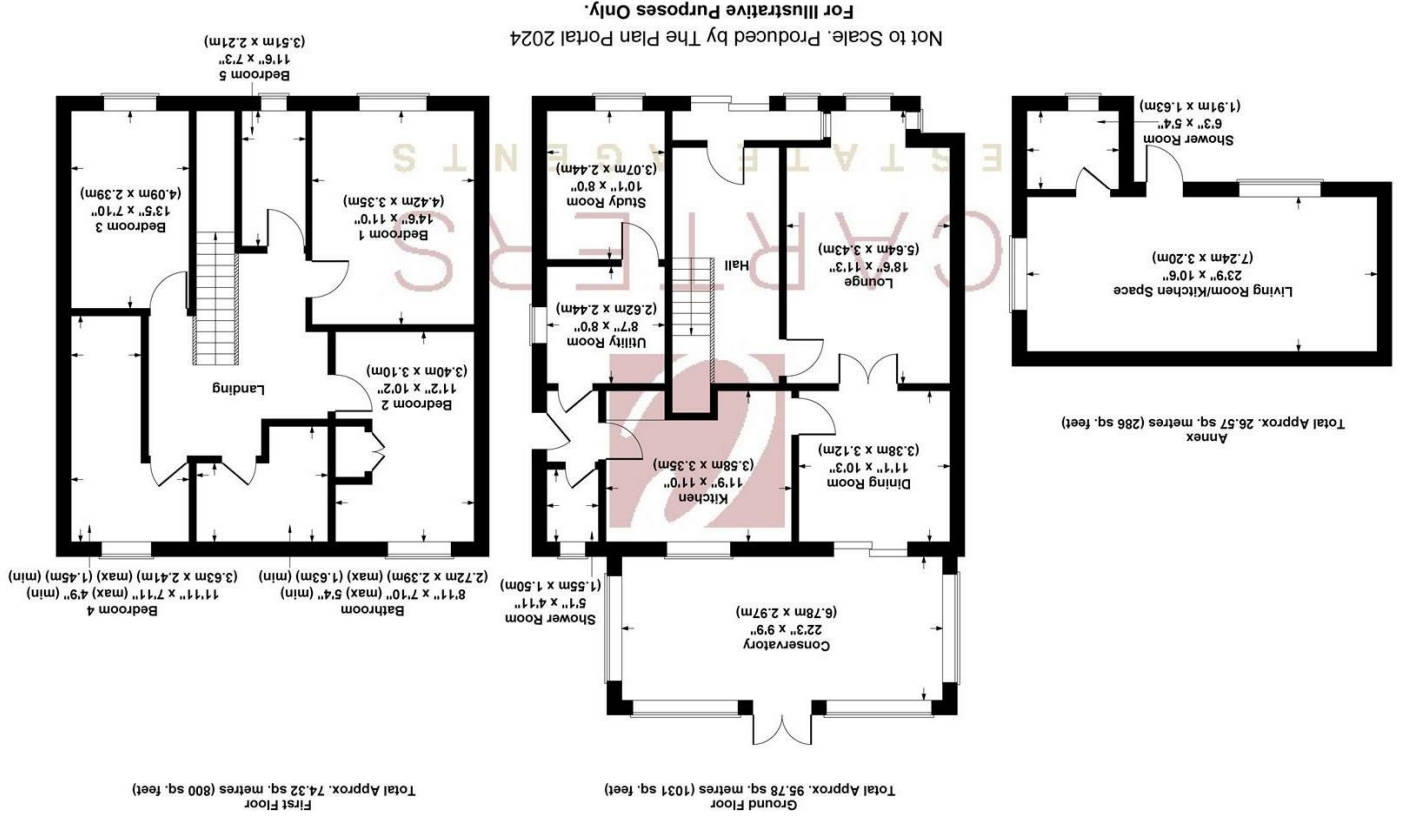 Annex
Total Approx. 26.57 sq. metres (286 sq. feet)
Living Room/Kitchen Space
23'9" x 10'6"
(7.24m x 3.20m)
Shower Room
6'3" x 5'4"
(1.91m x 1.63m)
Ground Floor
Total Approx. 95.78 sq. metres (1031 sq. feet)
Conservatory
22'3" x 9'9"
(6.78m x 2.97m)
Shower Room
5'1" x 4'11"
(1.55m x 1.50m)
Dining Room
11'1" x 10'3"
(3.38m x 3.12m)
Kitchen
11'9" x 11'0"
(3.58m x 3.35m)
Utility Room
8'7" x 8'0"
(2.62m x 2.44m)
Lounge
18'6" x 11'3"
(5.64m x 3.43m)
Hall
Study Room
10'1" x 8'0"
(3.07m x 2.44m)
First Floor
Total Approx. 74.32 sq. metres (800 sq. feet)
Bathroom
8'11" x 7'10" (max) 5'4" (min)
(2.72m x 2.39m) (max) (1.63m) (min)
Bedroom 4
11'11" x 7'11" (max) 4'9" (min)
(3.63m x 2.41m) (max) (1.45m) (min)
Bedroom 2
11'2" x 10'2"
(3.40m x 3.10m)
Landing
Bedroom 1
14'6" x 11'0"
(4.42m x 3.35m)
Bedroom 3
13'5" x 7'10"
(4.09m x 2.39m)
Bedroom 5
11'6" x 7'3"
(3.51m x 2.21m)
CARTERS
ESTATE AGENTS
Not to Scale. Produced by The Plan Portal 2024
For Illustrative Purposes Only.